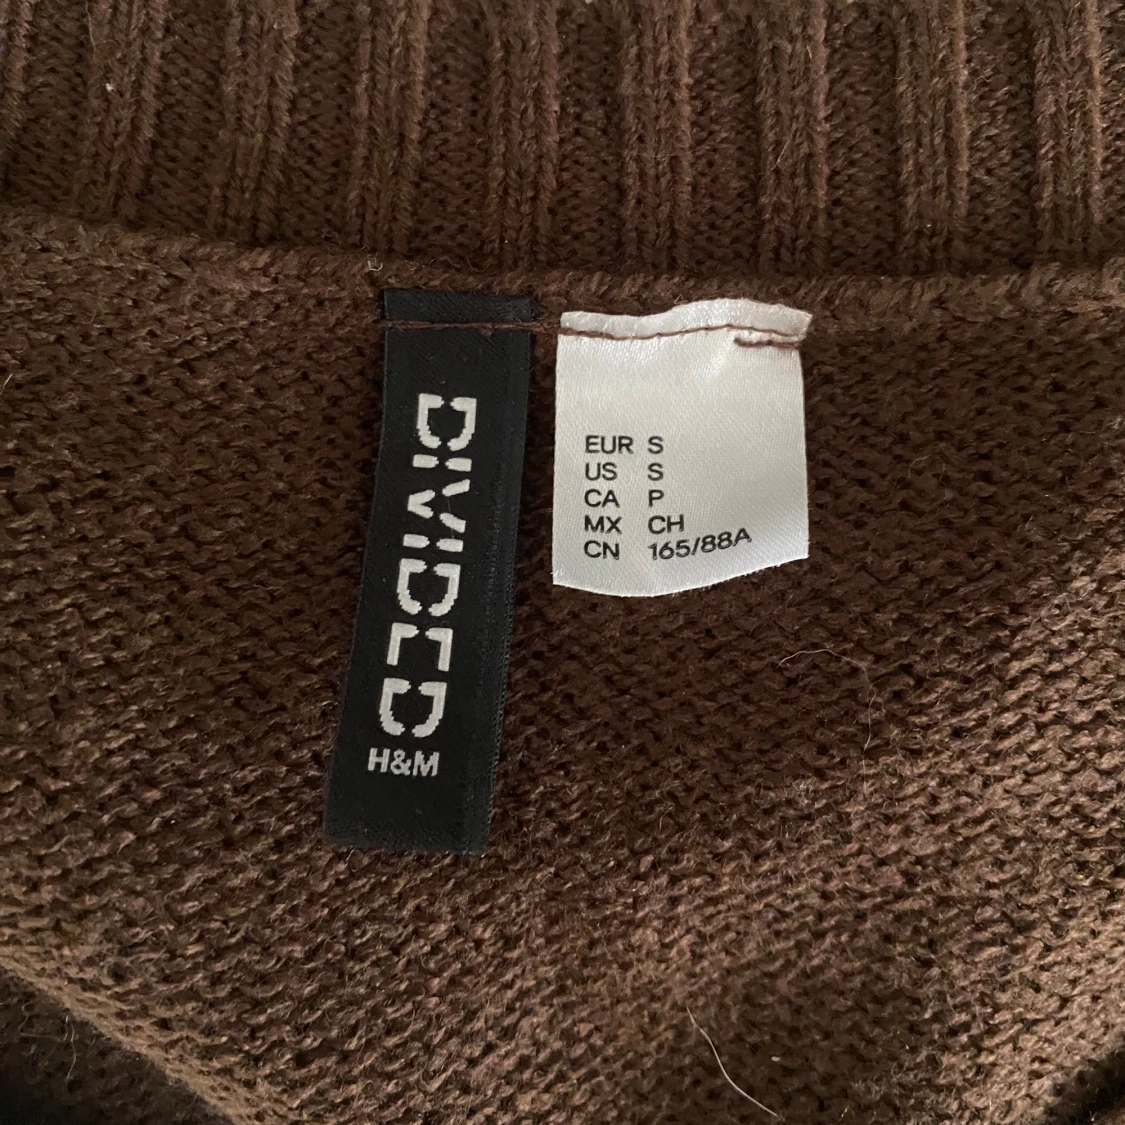 DIVIDED
H&M
EUR S
US S
CA P
MX CH
CN 165/88A